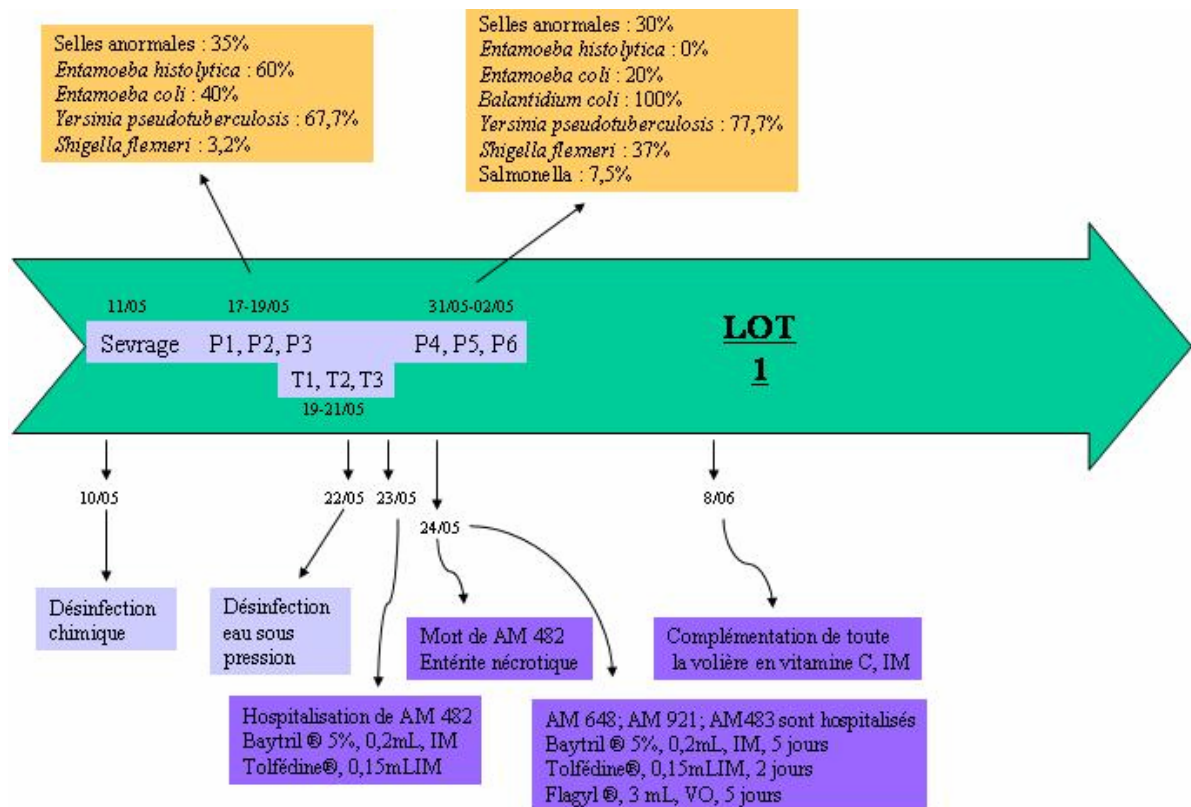 Selles anormales : 35%
Entamoeba histolytica : 60%
Entamoeba coli : 40%
Yersinia pseudotuberculosis : 67,7%
Shigella flexneri : 3,2%
Selles anormales : 30%
Entamoeba histolytica : 0%
Entamoeba coli : 20%
Balantidium coli : 100%
Yersinia pseudotuberculosis : 77,7%
Shigella flexneri : 37%
Salmonella : 7,5%
11/05
17-19/05
31/05-02/05
Sevrage
P1, P2, P3
P4, P5, P6
T1, T2, T3
19-21/05
LOT
1
10/05
22/05
23/05
24/05
8/06
Désinfection
chimique
Désinfection
eau sous
pression
Mort de AM 482
Entérite nécrotique
Complémentation de toute
la volière en vitamine C, IM
Hospitalisation de AM 482
Baytril ® 5%, 0,2mL, IM
Tolfédine®, 0,15mLIM
AM 648; AM 921; AM483 sont hospitalisés
Baytril ® 5%, 0,2mL, IM, 5 jours
Tolfédine®, 0,15mLIM, 2 jours
Flagyl ®, 3 mL, VO, 5 jours